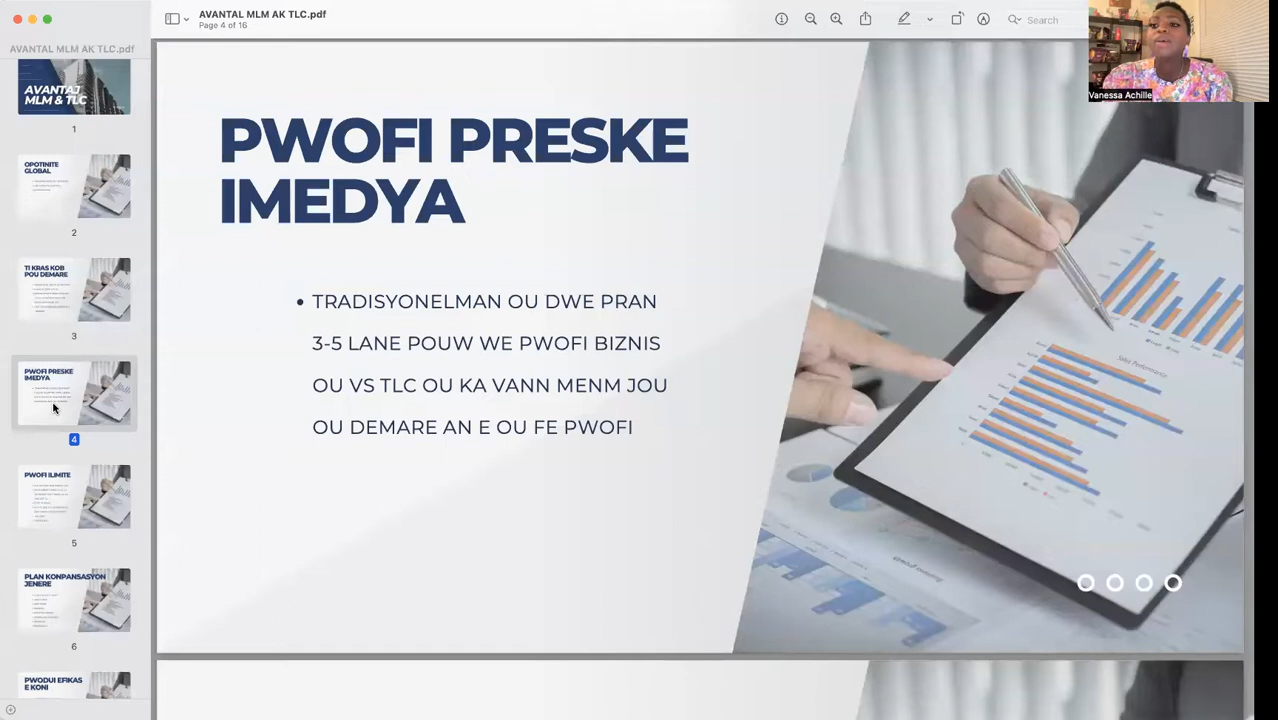 AVANTAL MLM AK TLC.pdf
Page 4 of 16
Search
Vanessa Achille
AVANTAL MLM AK TLC.pdf
AVANTAJ
MLM & TLC
1
OPOTINITE
GLOBAL
2
TI KRAS KOB
POU DEMARE
3
PWOFI PRESKE
IMEDYA
4
PWOFI ILIMITE
5
PLAN KONPANSASYON
JENERE
6
PWODUI EFIKAS
E KONI
PWOFI PRESKE
IMEDYA
• TRADISYONELMAN OU DWE PRAN
3-5 LANE POUW WE PWOFI BIZNIS
OU VS TLC OU KA VANN MENM JOU
OU DEMARE AN E OU FE PWOFI
Sales Performance